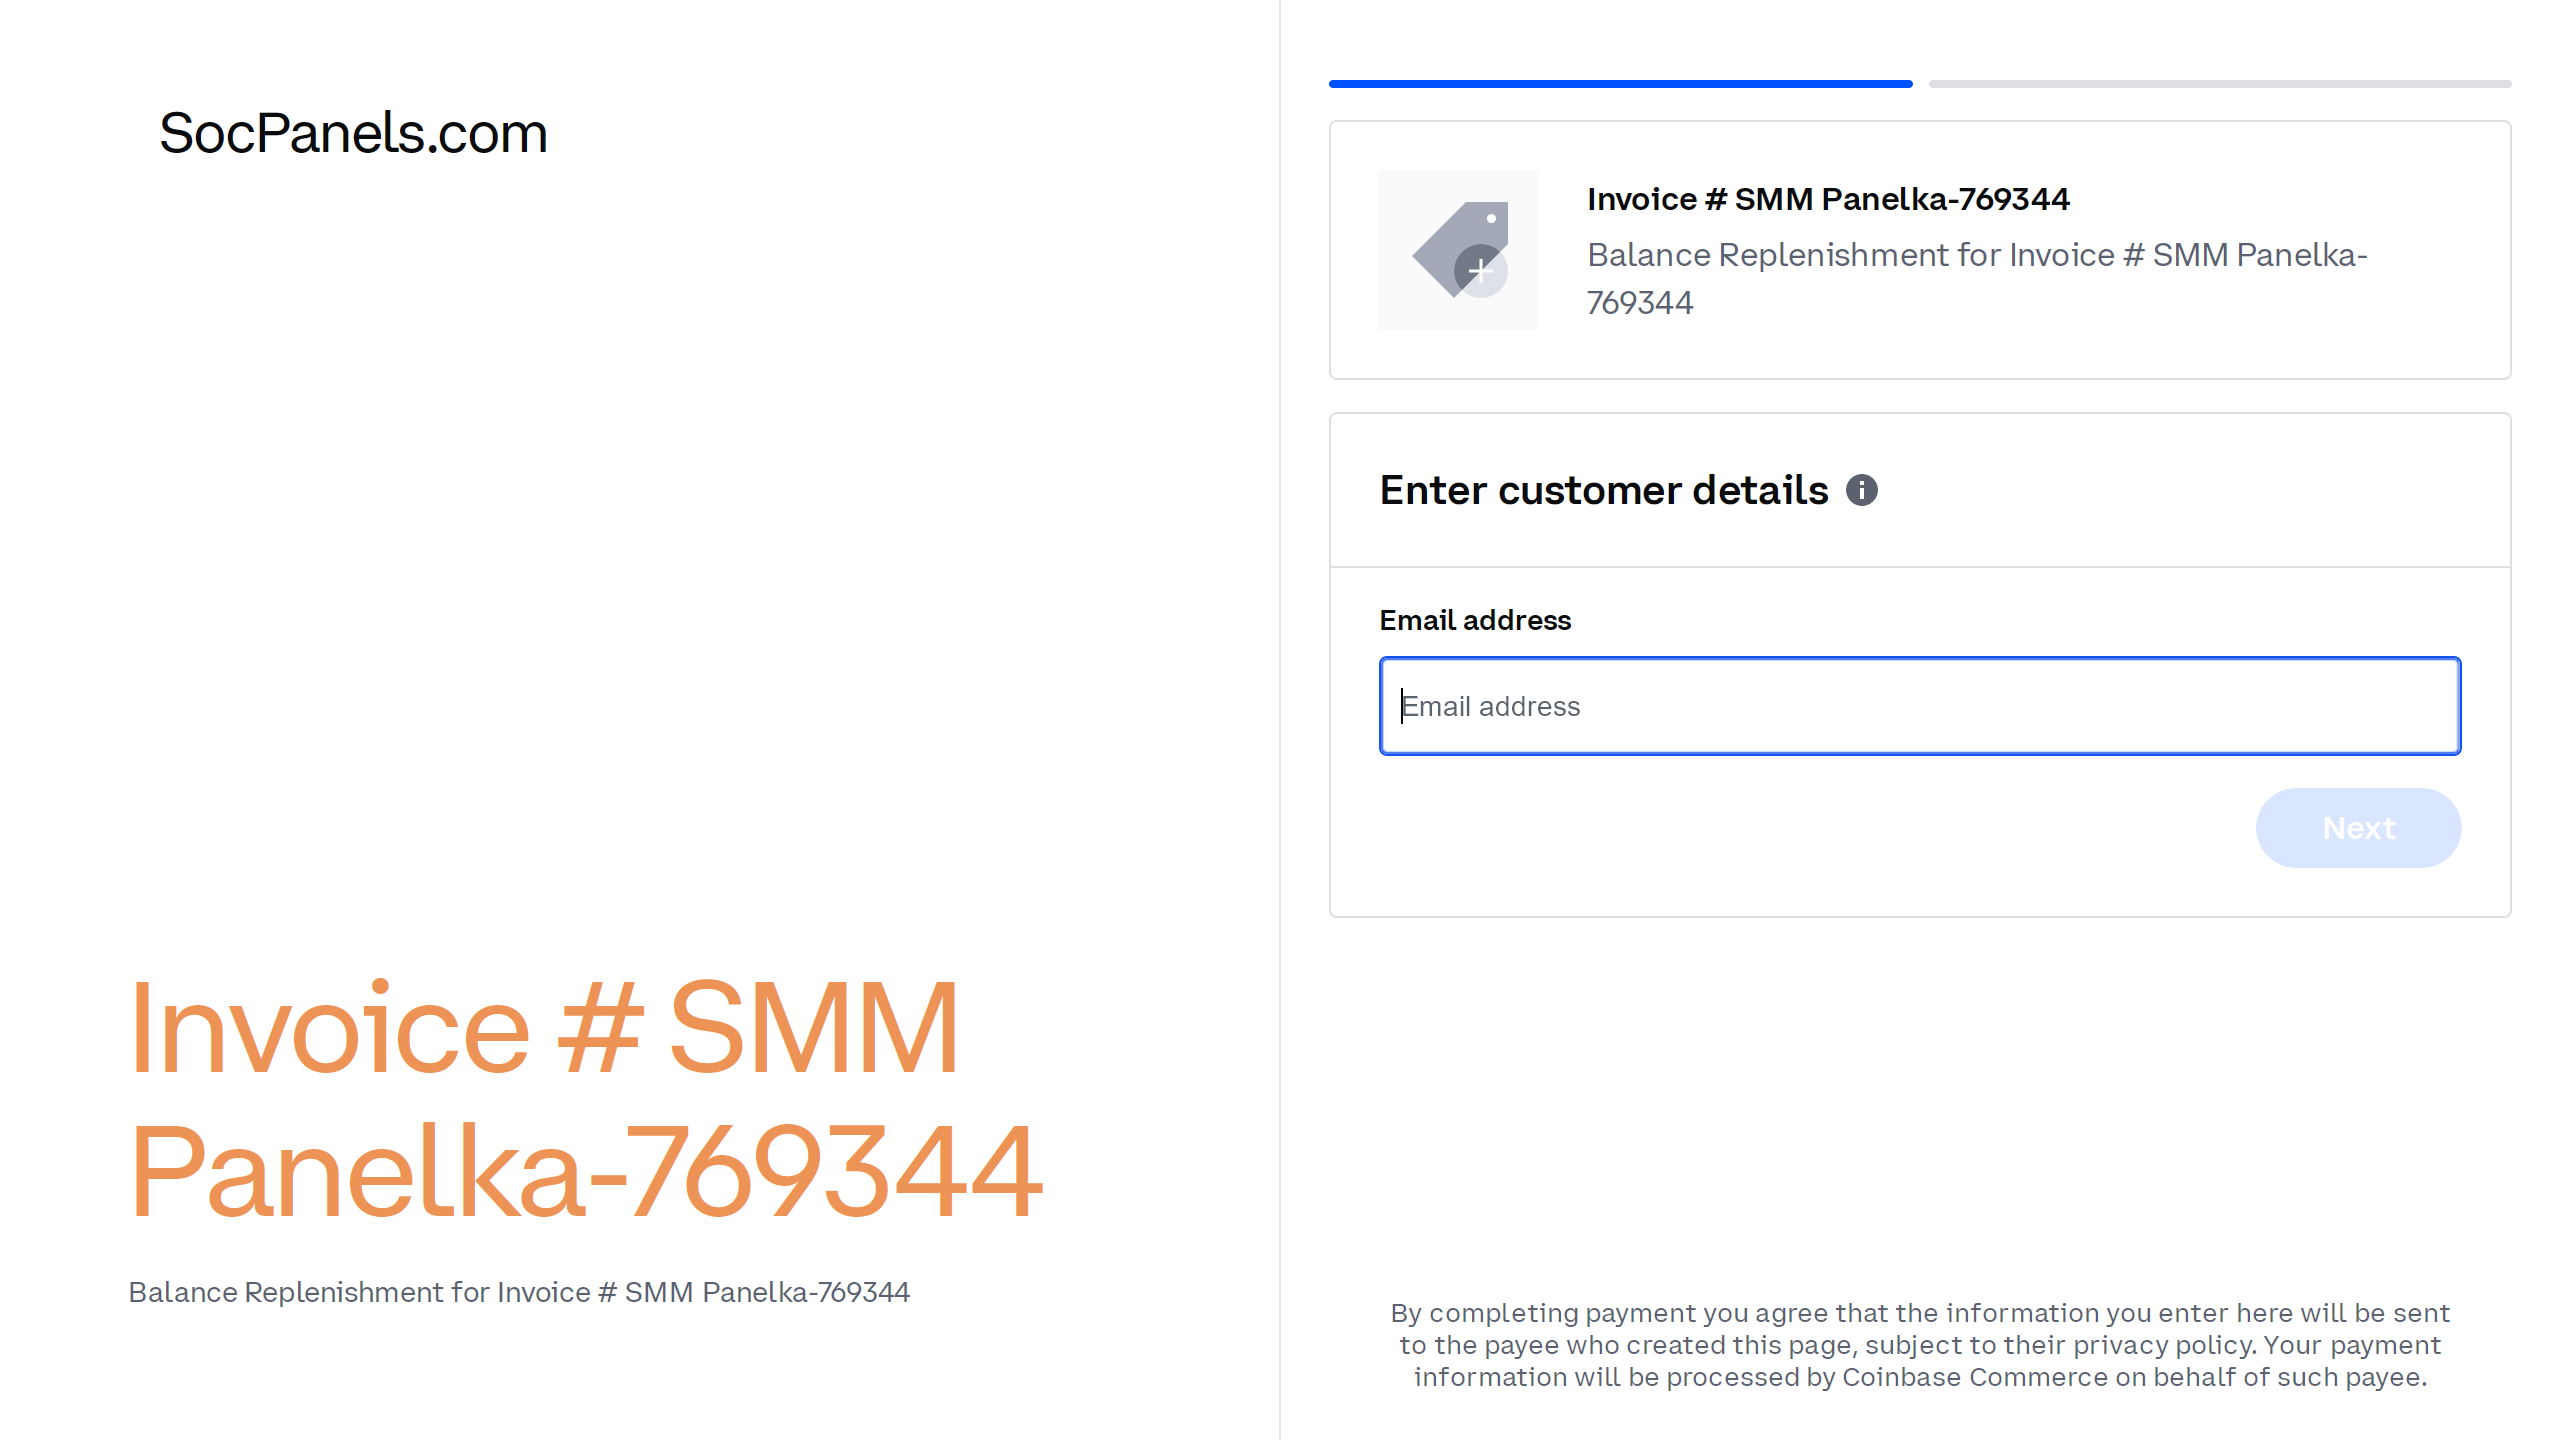 SocPanels.com
Invoice # SMM
Panelka-769344
Balance Replenishment for Invoice # SMM Panelka-769344
Invoice # SMM Panelka-769344
Balance Replenishment for Invoice # SMM Panelka-
769344
Enter customer details
Email address
Email address
Next
By completing payment you agree that the information you enter here will be sent
to the payee who created this page, subject to their privacy policy. Your payment
information will be processed by Coinbase Commerce on behalf of such payee.